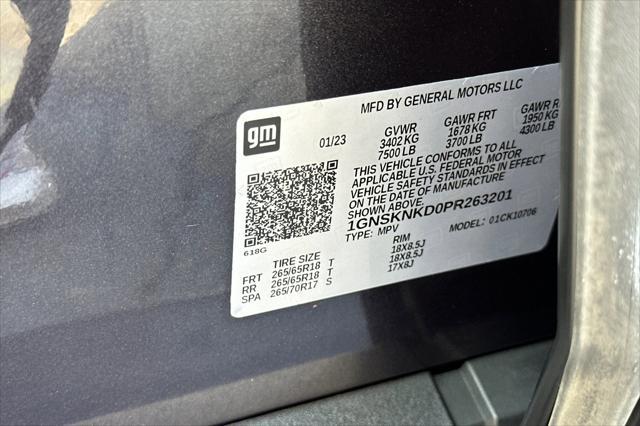 MFD BY GENERAL MOTORS LLC
gm
01/23
GVWR GAWR FRT GAWR
3402 KG 1678 KG 1950 KG
7500 LB 3700 LB 4300 LB
THIS VEHICLE CONFORMS TO ALL
APPLICABLE U.S. FEDERAL MOTOR
VEHICLE SAFETY STANDARDS IN EFFECT
ON THE DATE OF MANUFACTURE
SHOWN ABOVE.
1GNSKNKD0PR263201
TYPE: MPV MODEL: 01CK10706
618G
TIRE SIZE RIM
FRT 265/65R18 T 18X8.5J
RR 265/65R18 T 18X8.5J
SPA 265/70R17 S 17X8J